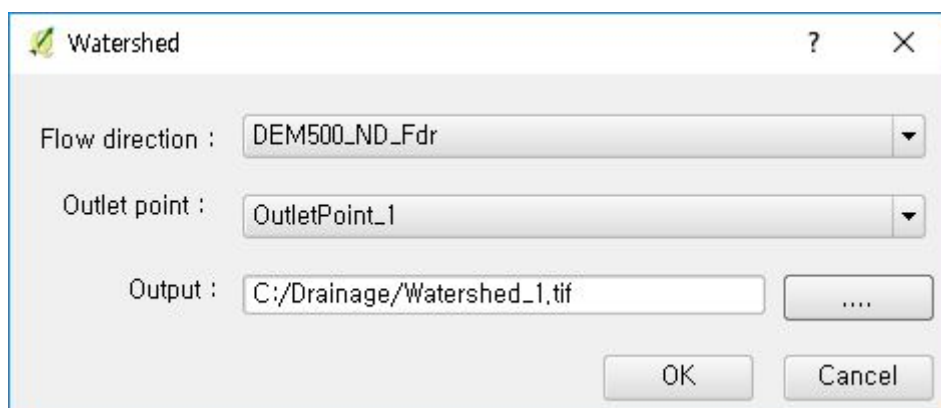 Watershed
?
Flow direction :
DEM500_ND_Fdr
Outlet point :
OutletPoint_1
Output :
C:/Drainage/Watershed_1.tif
....
OK
Cancel